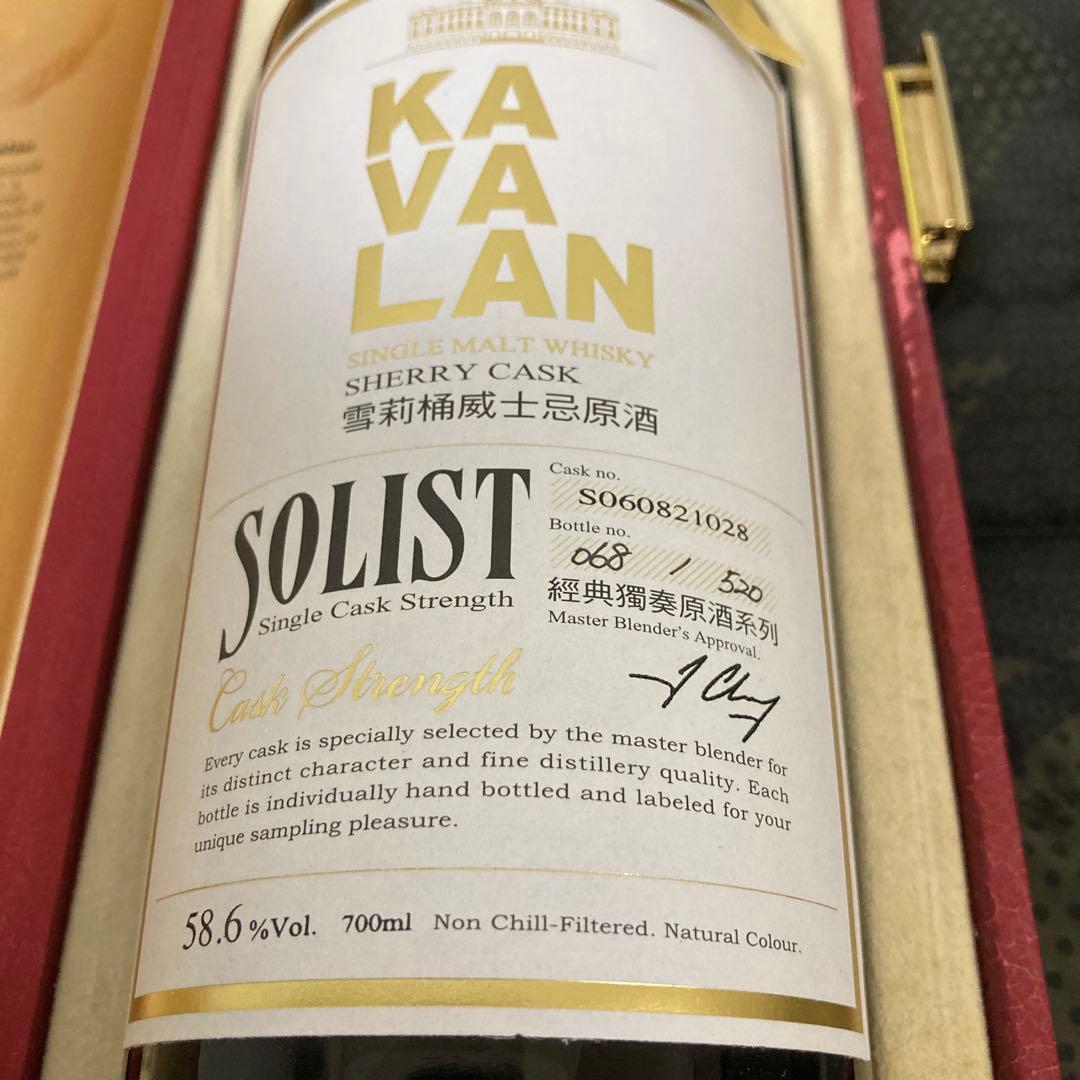 KA
VA
LAN
SINGLE MALT WHISKY
SHERRY CASK
雪莉桶威士忌原酒
SOLIST
Single Cask Strength
Cask no.
S060821028
Bottle no.
068 / 520
經典獨奏原酒系列
Master Blender's Approval.
Cask Strength
Every cask is specially selected by the master blender for
its distinct character and fine distillery quality. Each
bottle is individually hand bottled and labeled for your
unique sampling pleasure.
58.6 %Vol. 700ml Non Chill-Filtered. Natural Colour.